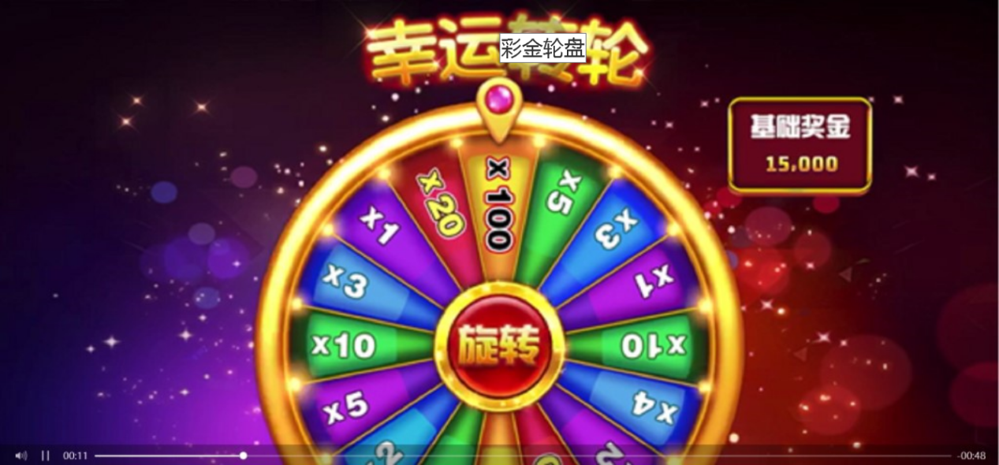 幸运转轮
彩金轮盘
基础奖金
15,000
x20
x100
x5
x1
x3
x3
x1
x10
旋转
x10
x5
x4
00:11
-00:48